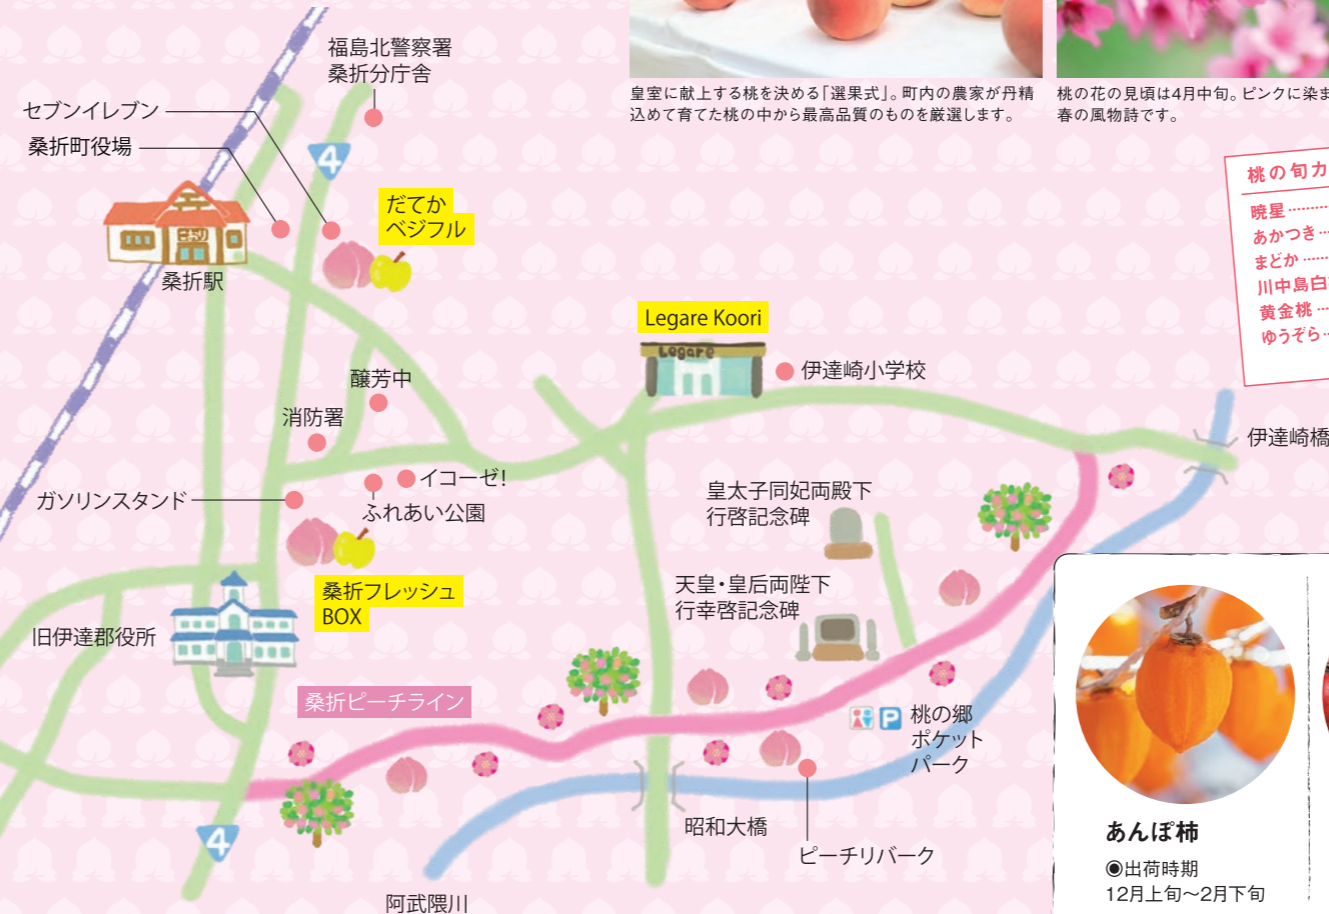 皇室に献上する桃を決める「選果式」。町内の農家が丹精
込めて育てた桃の中から最高品質のものを厳選します。
桃の花の見頃は4月中旬。ピンクに染ま
春の風物詩です。
福島北警察署
桑折分庁舎
セブンイレブン
桑折町役場
4
だてか
ベジフル
こおり
桑折駅
桃の旬カ
暁星
あかつき
まどか
川中島白
黄金桃
ゆうぞら
Legare Koori
Legare
伊達崎小学校
醸芳中
消防署
伊達崎橋
イコーゼ!
ガソリンスタンド
ふれあい公園
皇太子同妃両殿下
行啓記念碑
桑折フレッシュ
BOX
天皇・皇后両陛下
行幸啓記念碑
旧伊達郡役所
桑折ピーチライン
P
桃の郷
ポケット
パーク
昭和大橋
4
ピーチリパーク
阿武隈川
あんぽ柿
◉出荷時期
12月上旬〜2月下旬